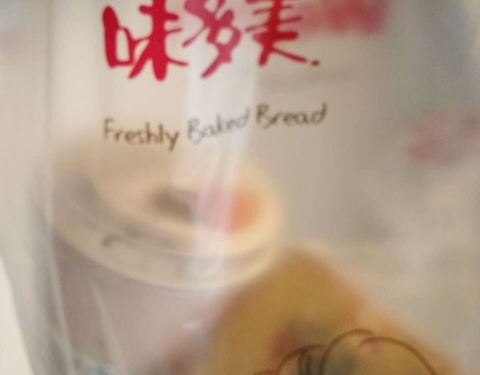 味多美
Freshly Baked Bread